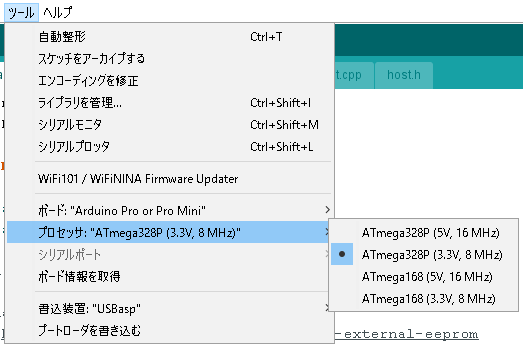 ツール ヘルプ
自動整形 Ctrl+T
スケッチをアーカイブする
エンコーディングを修正
ライブラリを管理... Ctrl+Shift+I
シリアルモニタ Ctrl+Shift+M
シリアルプロッタ Ctrl+Shift+L
WiFi101 / WiFiNINA Firmware Updater
ボード: "Arduino Pro or Pro Mini"
プロセッサ: "ATmega328P (3.3V, 8 MHz)"
シリアルポート
ボード情報を取得
書込装置: "USBasp"
ブートローダを書き込む
t.cpp host.h
ATmega328P (5V, 16 MHz)
ATmega328P (3.3V, 8 MHz)
ATmega168 (5V, 16 MHz)
ATmega168 (3.3V, 8 MHz)
-external-eeprom